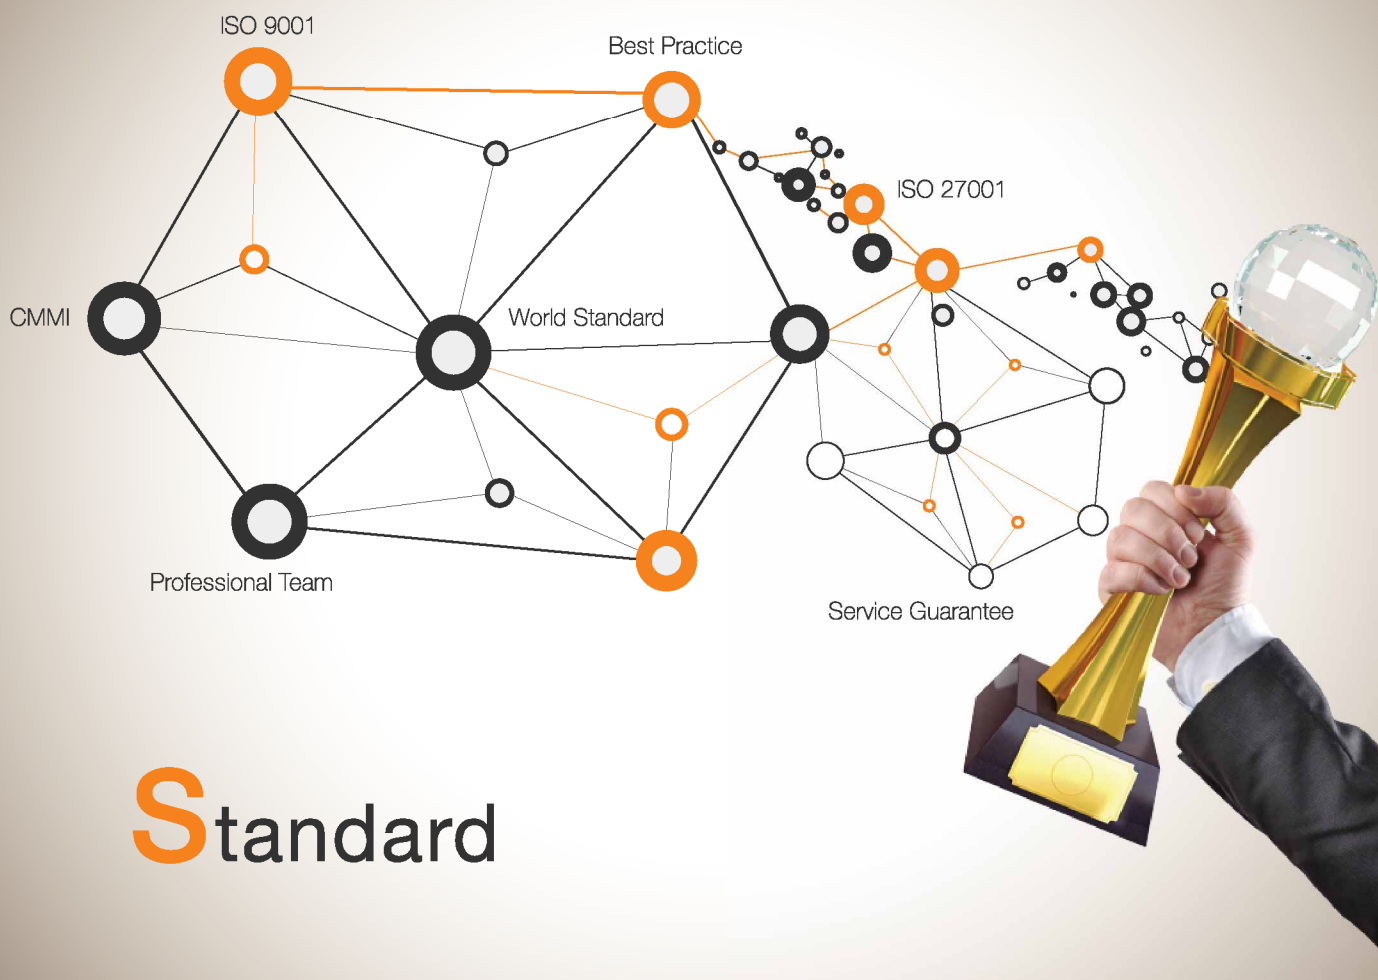 ISO 9001
Best Practice
ISO 27001
CMMI
World Standard
Professional Team
Service Guarantee
Standard